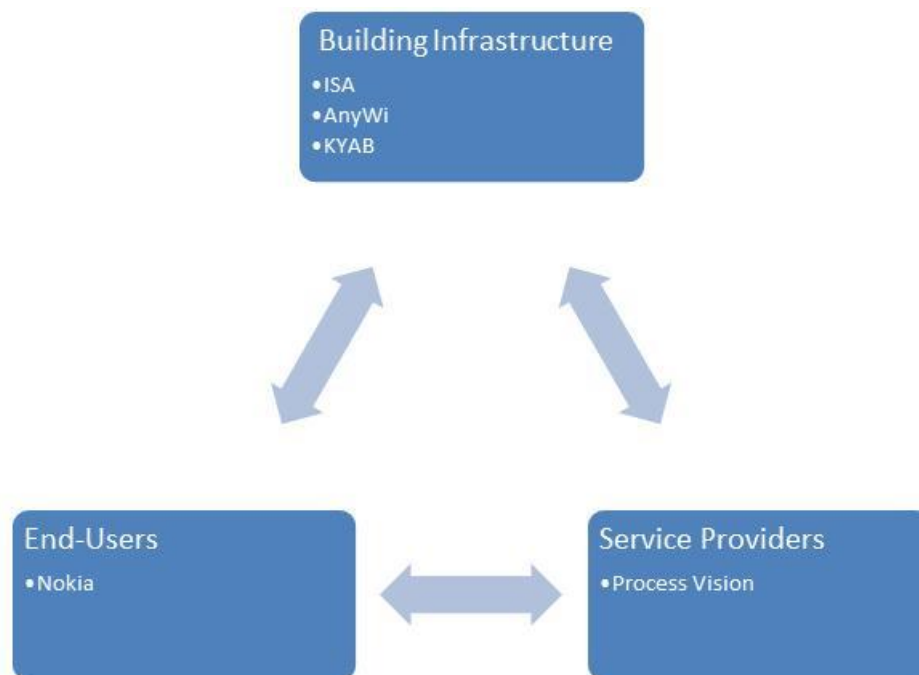 Building Infrastructure
•ISA
•AnyWi
•KYAB
End-Users
•Nokia
Service Providers
•Process Vision